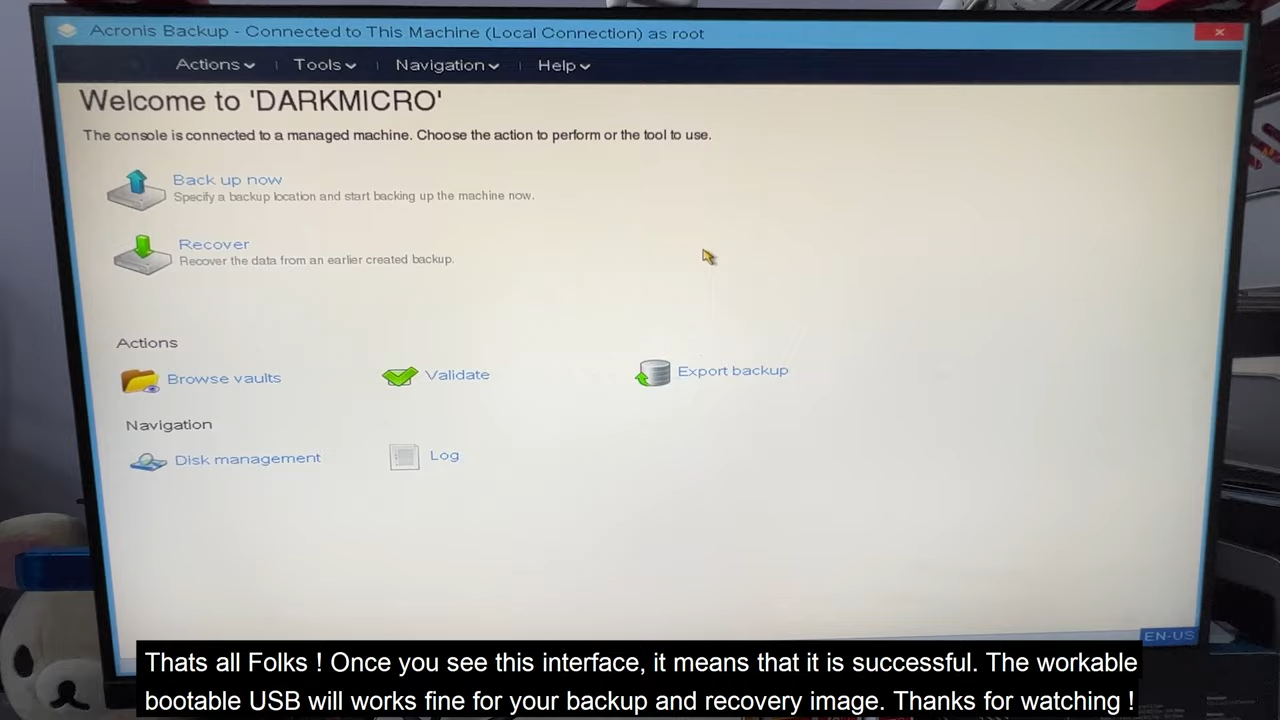 Acronis Backup - Connected to This Machine (Local Connection) as root
Actions Tools Navigation Help
Welcome to 'DARKMICRO'
The console is connected to a managed machine. Choose the action to perform or the tool to use.
Back up now
Specify a backup location and start backing up the machine now.
Recover
Recover the data from an earlier created backup.
Actions
Browse vaults Validate Export backup
Navigation
Disk management Log
EN-US
Thats all Folks ! Once you see this interface, it means that it is successful. The workable
bootable USB will works fine for your backup and recovery image. Thanks for watching !